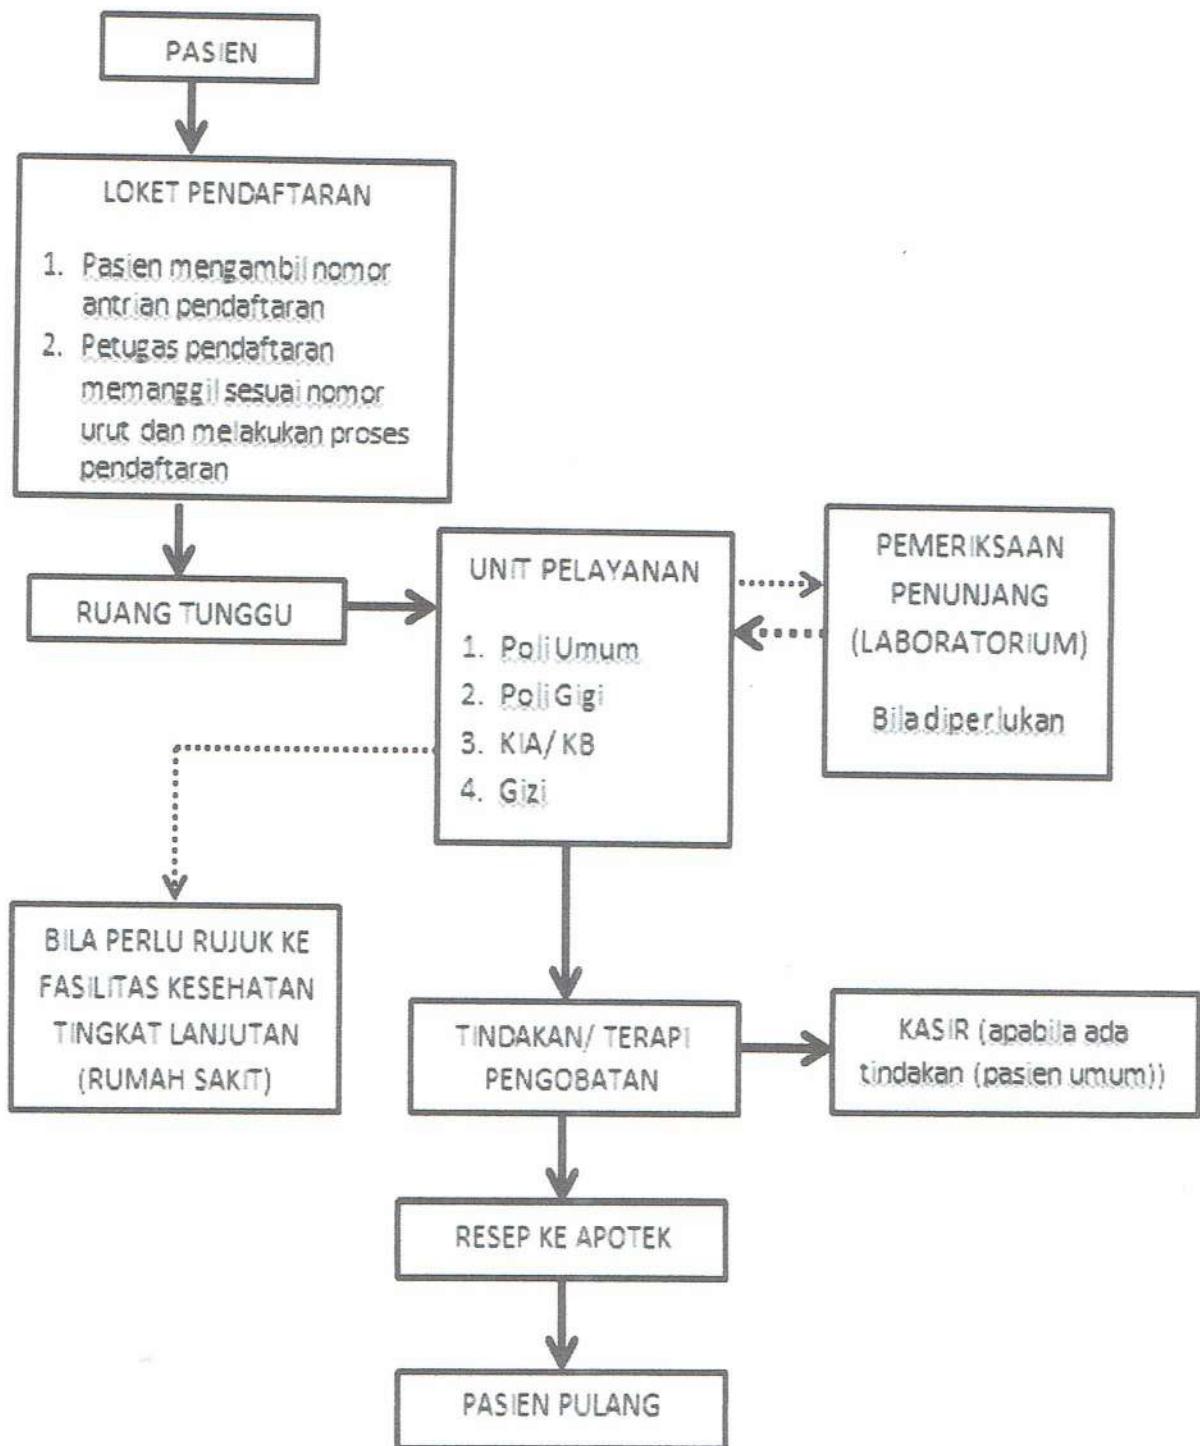 PASIEN
LOKET PENDAFTARAN
1. Pasien mengambil nomor
antrian pendaftaran
2. Petugas pendaftaran
memanggil sesuai nomor
urut dan melakukan proses
pendaftaran
RUANG TUNGGU
UNIT PELAYANAN
1. Poli Umum
2. Poli Gigi
3. KIA/ KB
4. Gizi
PEMERIKSAAN
PENUNJANG
(LABORATORIUM)
Bila diperlukan
BILA PERLU RUJUK KE
FASILITAS KESEHATAN
TINGKAT LANJUTAN
(RUMAH SAKIT)
TINDAKAN/ TERAPI
PENGOBATAN
KASIR (apabila ada
tindakan (pasien umum))
RESEP KE APOTEK
PASIEN PULANG